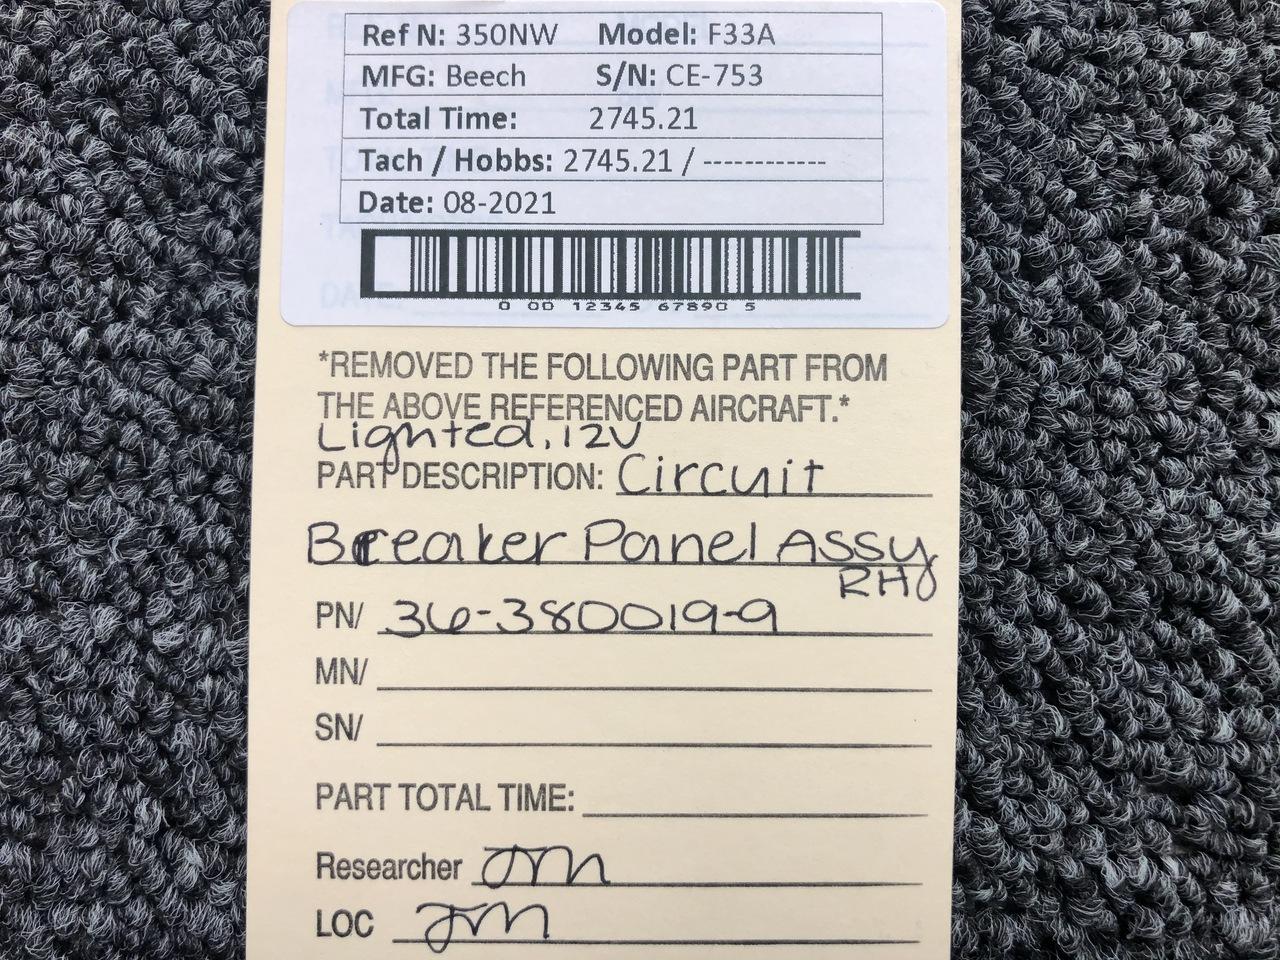 Ref N: 350NW Model: F33A
MFG: Beech S/N: CE-753
Total Time: 2745.21
Tach / Hobbs: 2745.21 / ------------
Date: 08-2021
0 00 12345 67890 5
*REMOVED THE FOLLOWING PART FROM
THE ABOVE REFERENCED AIRCRAFT.*
Lighted, 12V
PART DESCRIPTION: Circuit
Breaker Panel Assy
RH
PN/ 36-380019-9
MN/
SN/
PART TOTAL TIME:
Researcher
LOC